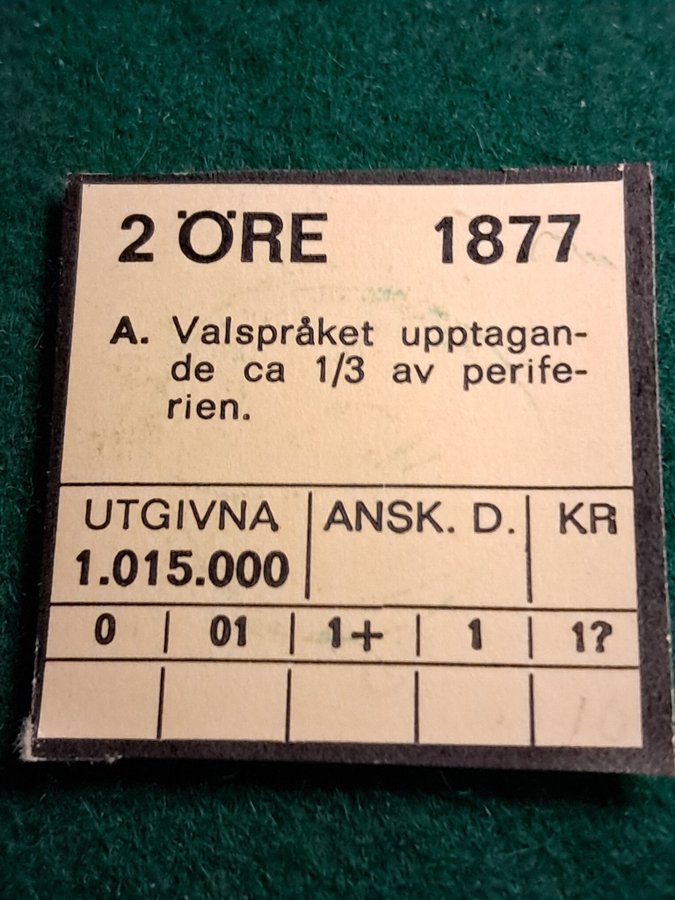 2 ÖRE 1877
A. Valspråket upptagan-
de ca 1/3 av perife-
rien.
UTGIVNA ANSK. D. KR
1.015.000
0 01 1+ 1 1?